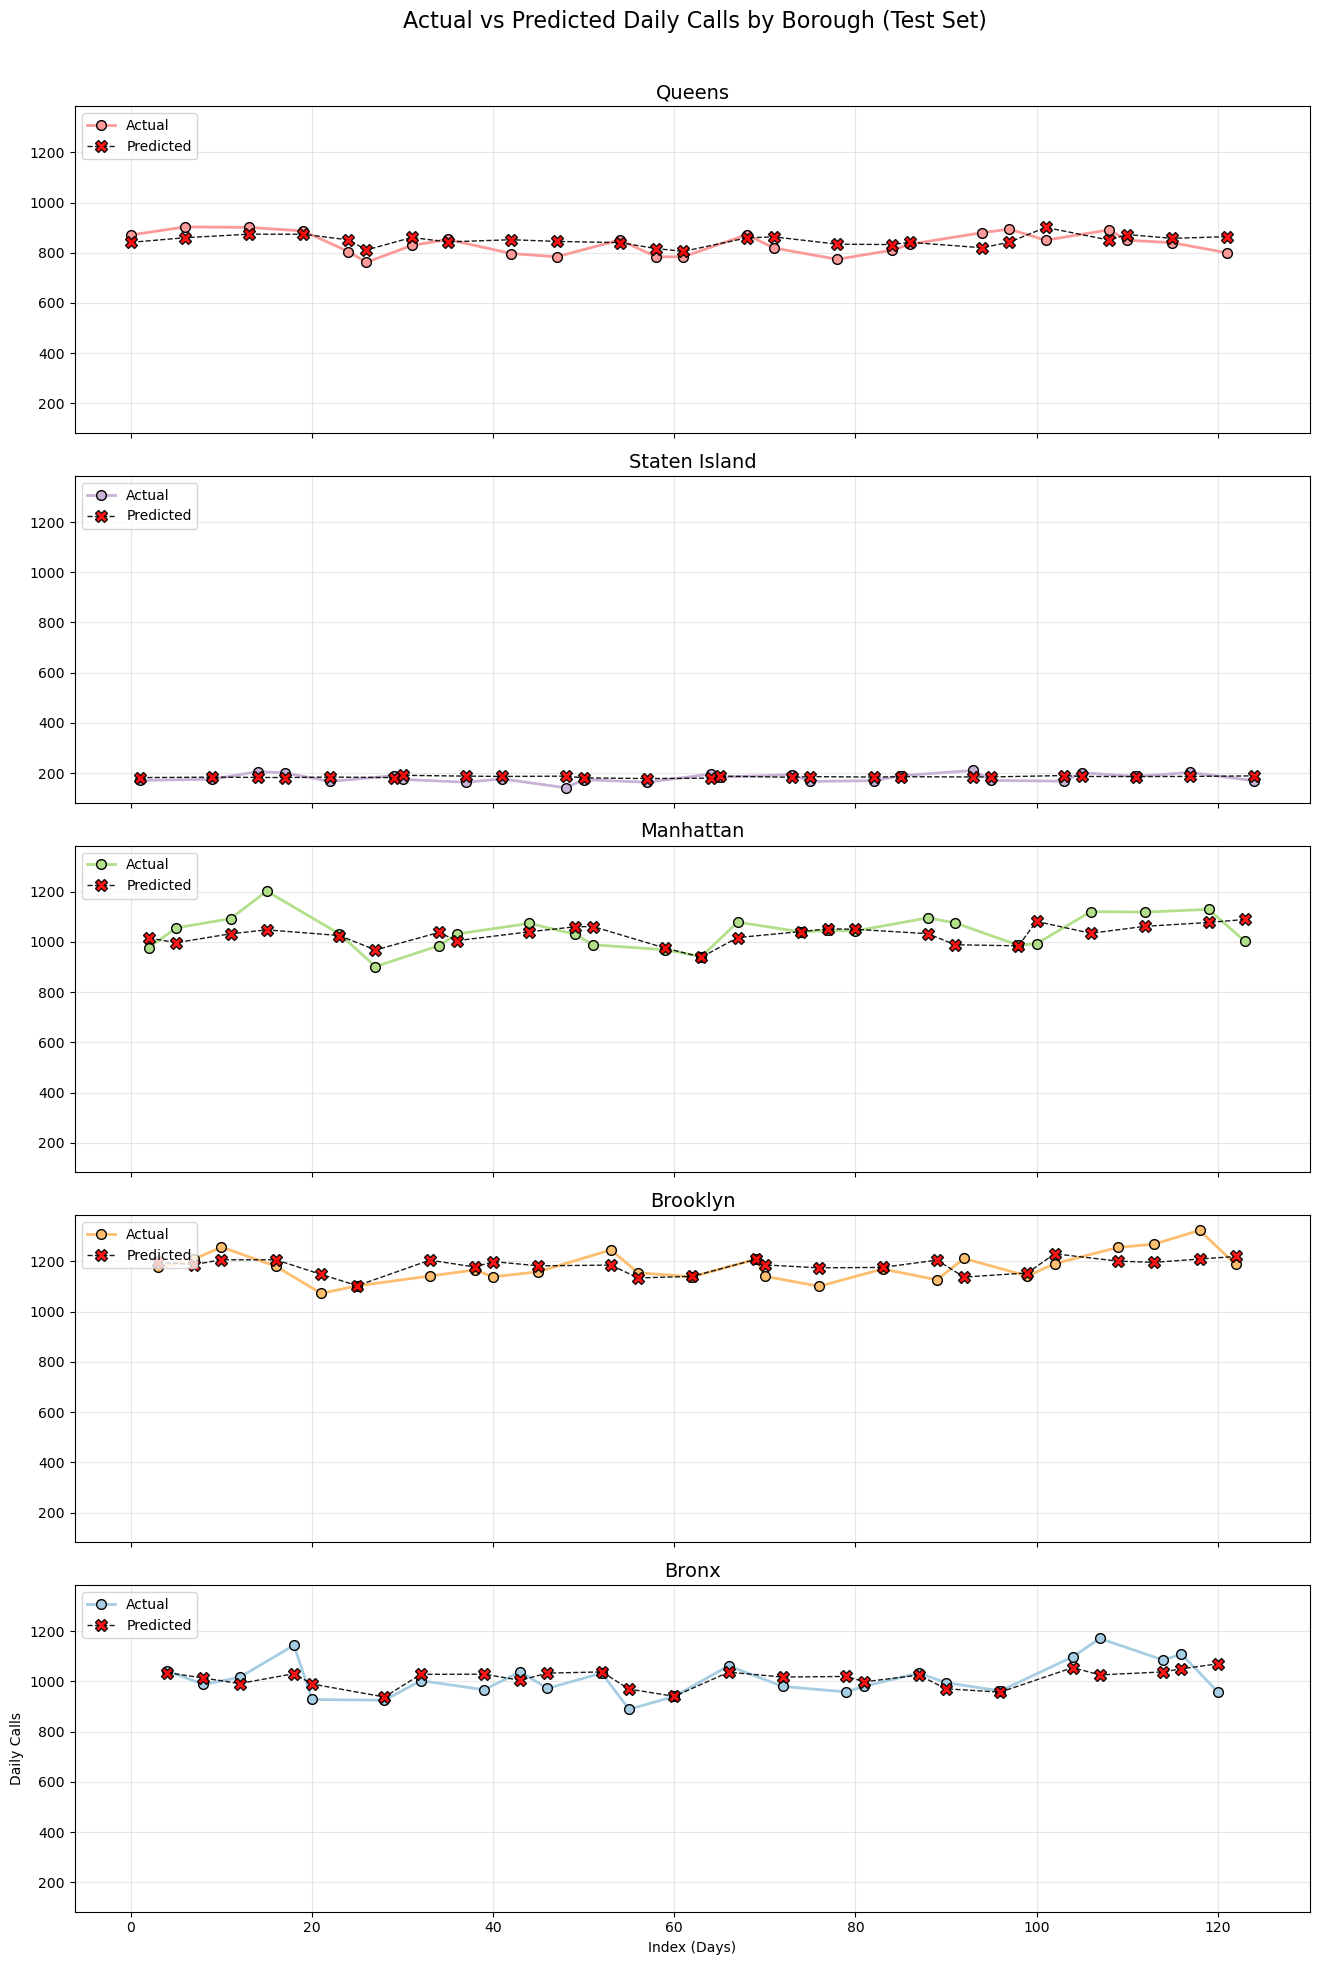 Actual vs Predicted Daily Calls by Borough (Test Set)
Queens
Actual
Predicted
1200
1000
800
600
400
200
Staten Island
Actual
Predicted
1200
1000
800
600
400
200
Manhattan
Actual
Predicted
1200
1000
800
600
400
200
Brooklyn
Actual
Predicted
1200
1000
800
600
400
200
Bronx
Actual
Predicted
1200
1000
800
600
400
200
Daily Calls
0 20 40 60 80 100 120
Index (Days)